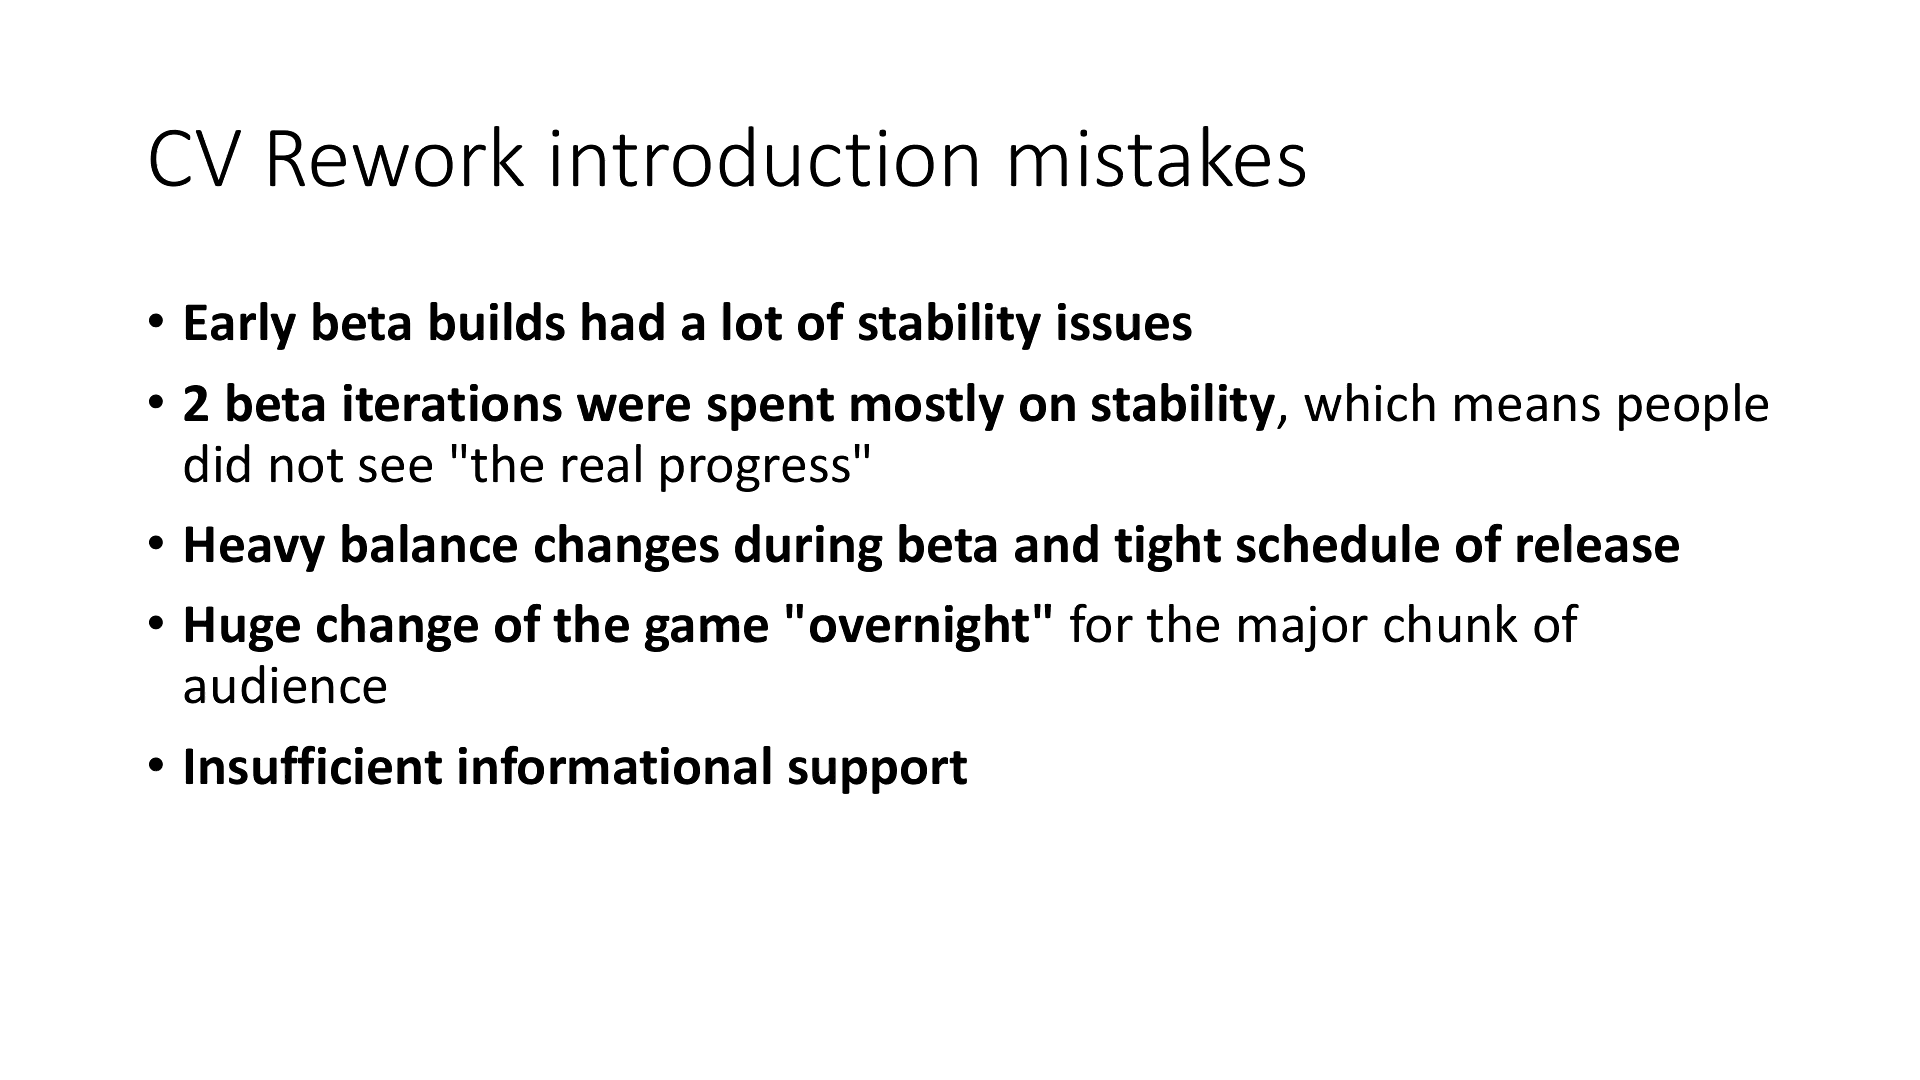 CV Rework introduction mistakes
• Early beta builds had a lot of stability issues
• 2 beta iterations were spent mostly on stability, which means people
did not see "the real progress"
• Heavy balance changes during beta and tight schedule of release
• Huge change of the game "overnight" for the major chunk of
audience
• Insufficient informational support